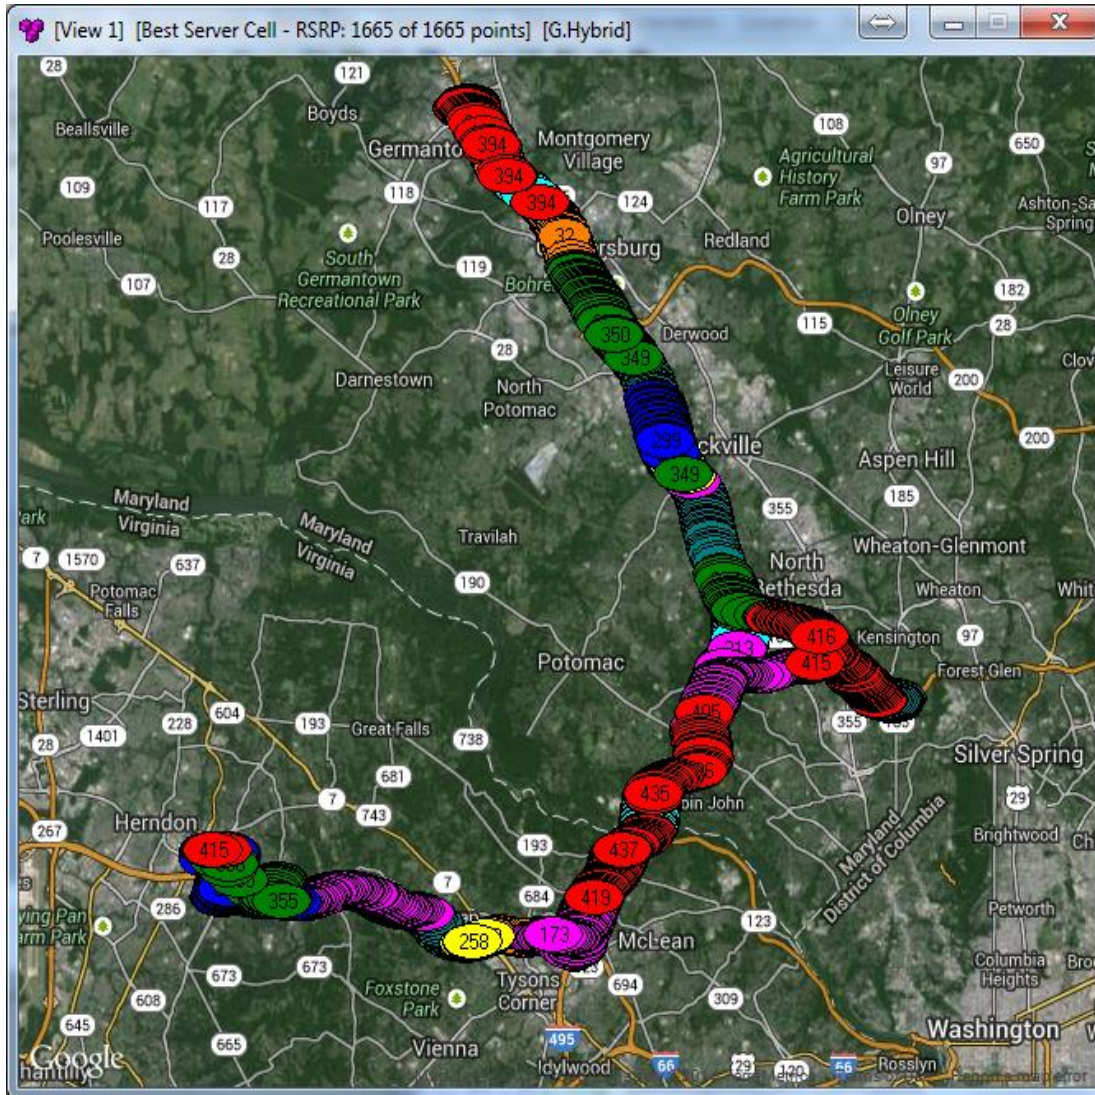 [View 1] [Best Server Cell - RSRP: 1665 of 1665 points] [G.Hybrid]
28
121
Boyds
Beallsville
108
650
Montgomery
Village
97
394
Agricultural
History
Farm Park
109
118
394
117
394
124
Olney
Ashton-Sa
Spring
Poolesville
32
Redland
28
South
Germantown
Recreational Park
119
107
182
350
115
Olney
Golf Park
28
Derwood
349
28
Darnestown
North
Potomac
Leisure
World
200
299
200
349
Aspen Hill
Maryland
Virginia
185
355
Maryland
Virginia
Travilah
7
1570
637
Wheaton-Glenmont
North
Bethesda
Potomac
Falls
190
Wheaton
416
Kensington
97
Potomac
415
Forest Glen
Sterling
604
228
193
Great Falls
355
28
1401
738
Silver Spring
681
29
7
435
743
Herndon
267
415
193
437
Maryland
District of Columbia
Brightwood
7
684
419
355
286
Petworth
123
258
173
McLean
673
673
Tysons
Corner
694
Columbia
Heights
608
Foxstone
Park
309
645
665
Vienna
495
Washington
Google
Idylwood
66
29
66
Rosslyn